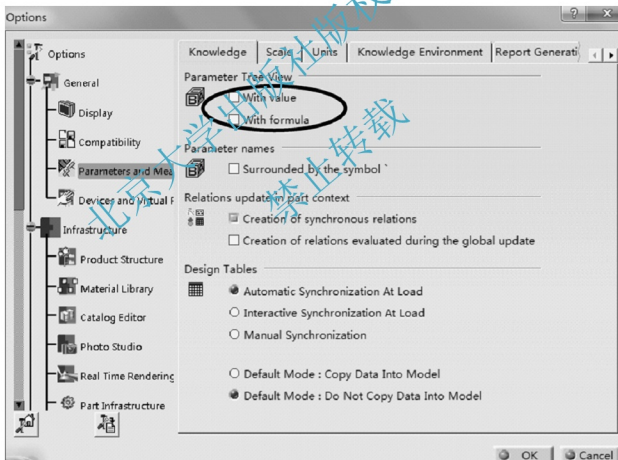 Options
Options
General
Display
Compatibility
Parameters and Mea
Devices and Virtual F
Infrastructure
Product Structure
Material Library
Catalog Editor
Photo Studio
Real Time Rendering
Part Infrastructure
Knowledge Scale Units Knowledge Environment Report Generati
Parameter Tree View
With value
With formula
Parameter names
Surrounded by the symbol `
Relations update in part context
Creation of synchronous relations
Creation of relations evaluated during the global update
Design Tables
Automatic Synchronization At Load
Interactive Synchronization At Load
Manual Synchronization
Default Mode : Copy Data Into Model
Default Mode : Do Not Copy Data Into Model
OK Cancel
北京大学出版社版权
禁止转载